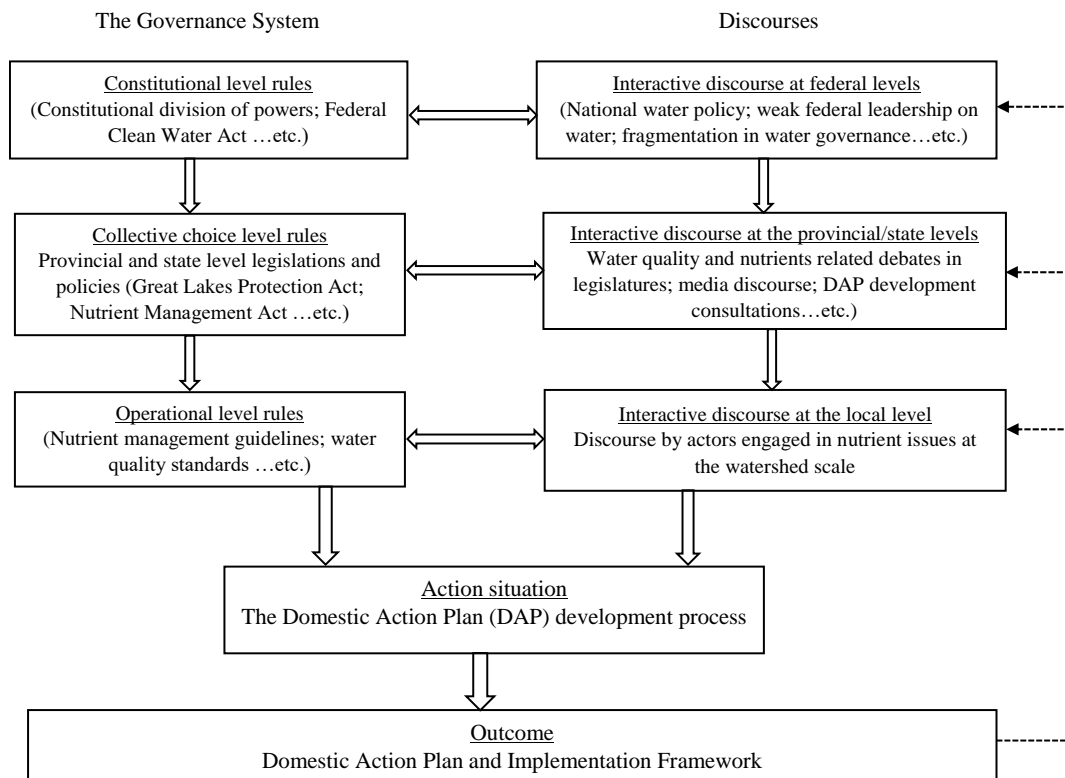 The Governance System
Discourses
Constitutional level rules
(Constitutional division of powers; Federal
Clean Water Act …etc.)
Interactive discourse at federal levels
(National water policy; weak federal leadership on
water; fragmentation in water governance…etc.)
Collective choice level rules
Provincial and state level legislations and
policies (Great Lakes Protection Act;
Nutrient Management Act …etc.)
Interactive discourse at the provincial/state levels
Water quality and nutrients related debates in
legislatures; media discourse; DAP development
consultations…etc.)
Operational level rules
(Nutrient management guidelines; water
quality standards …etc.)
Interactive discourse at the local level
Discourse by actors engaged in nutrient issues at
the watershed scale
Action situation
The Domestic Action Plan (DAP) development process
Outcome
Domestic Action Plan and Implementation Framework